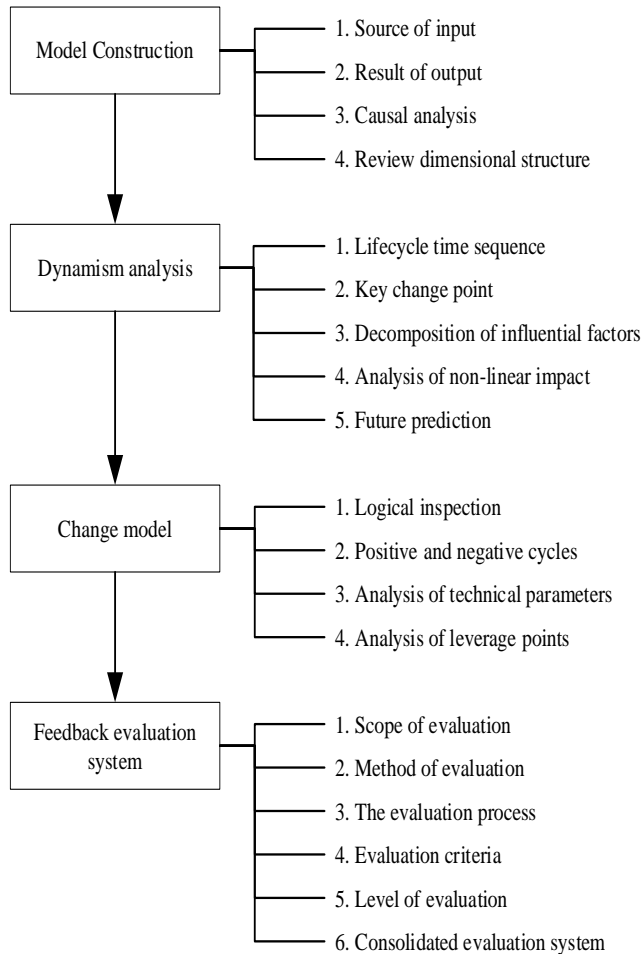 Model Construction
1. Source of input
2. Result of output
3. Causal analysis
4. Review dimensional structure
Dynamism analysis
1. Lifecycle time sequence
2. Key change point
3. Decomposition of influential factors
4. Analysis of non-linear impact
5. Future prediction
Change model
1. Logical inspection
2. Positive and negative cycles
3. Analysis of technical parameters
4. Analysis of leverage points
Feedback evaluation
system
1. Scope of evaluation
2. Method of evaluation
3. The evaluation process
4. Evaluation criteria
5. Level of evaluation
6. Consolidated evaluation system